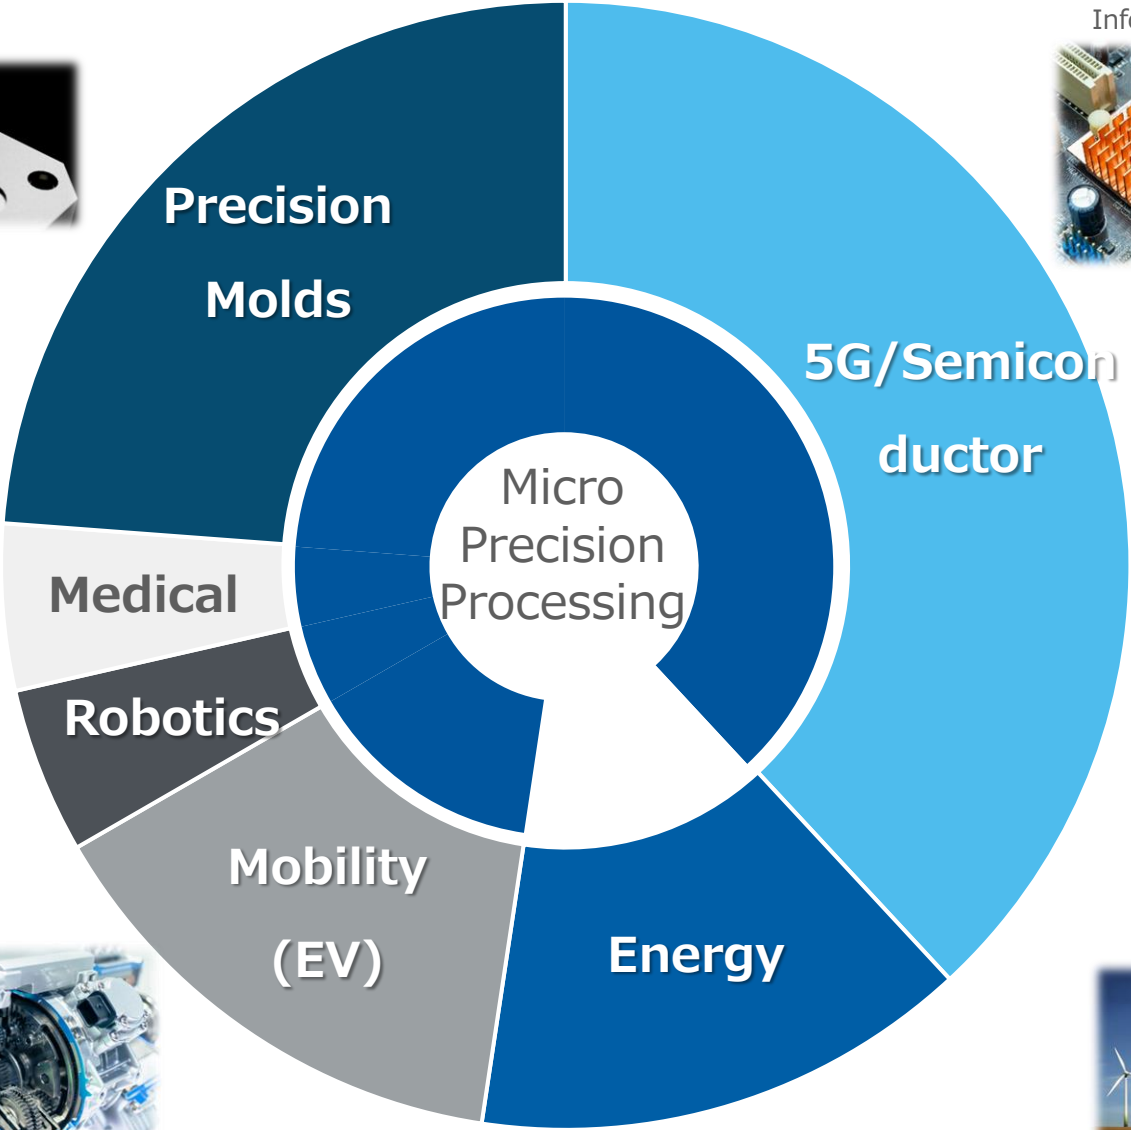 Precision
Molds
5G/Semicon
ductor
Micro
Precision
Processing
Medical
Robotics
Mobility
(EV)
Energy